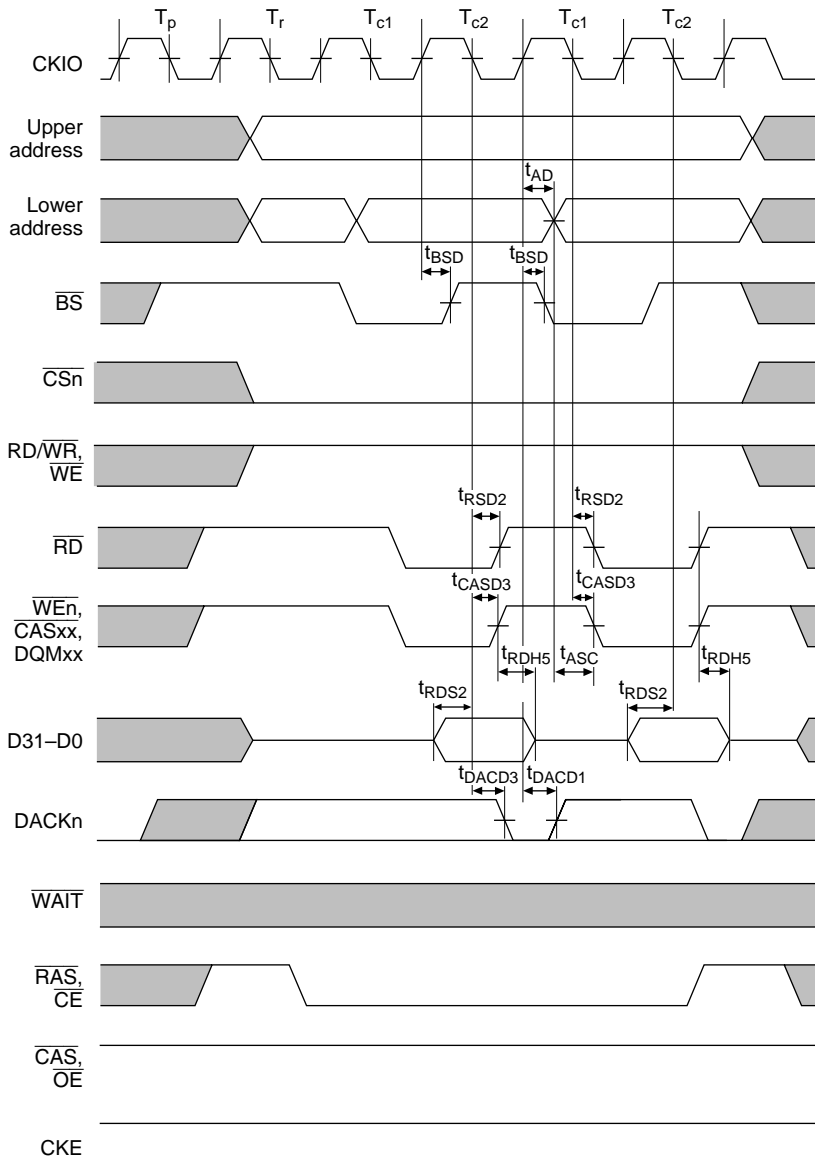 Tp Tr Tc1 Tc2 Tc1 Tc2
CKIO
Upper
address
tAD
Lower
address
tBSD tBSD
BS
CSn
RD/WR,
WE
tRSD2 tRSD2
RD
tCASD3 tCASD3
WEn,
CASxx,
DQMxx
tRDH5 tASC tRDH5
tRDS2 tRDS2
D31–D0
tDACD3 tDACD1
DACKn
WAIT
RAS,
CE
CAS,
OE
CKE